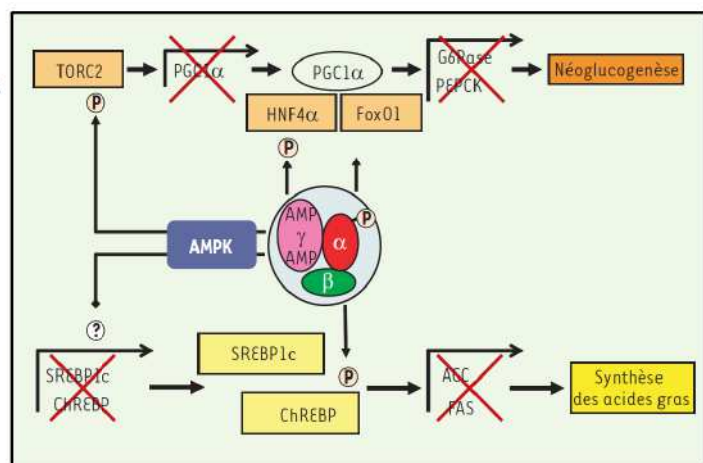 TORC2
P
PGC1α
PGC1α
HNF4α
FoxO1
P
G6Pase
PEPCK
Néoglucogenèse
AMPK
AMP
γ
AMP
α
P
β
?
SREBP1c
ChREBP
SREBP1c
P
ChREBP
ACC
FAS
Synthèse
des acides gras